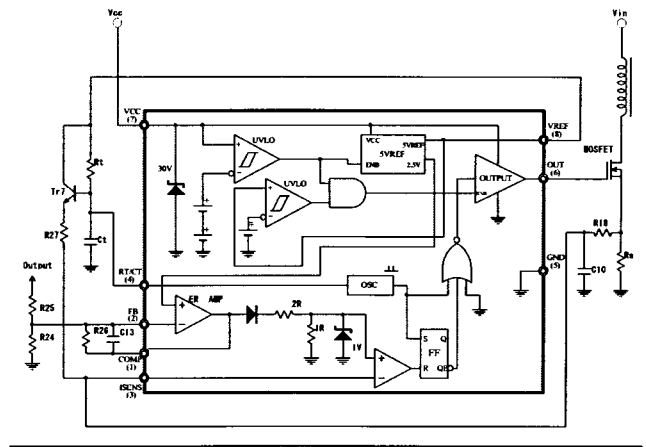 Vcc
Vin
VCC
(7)
VREF
(8)
UVLO
VCC
5VREF
5VREF
ENB
2.5V
30V
UVLO
OUTPUT
OUT
(6)
MOSFET
Rt
Tr7
R27
Ct
RT/CT
(4)
OSC
R18
C10
Rs
GND
(5)
Output
R25
R24
FB
(2)
R26
C13
COMP
(1)
ISENS
(3)
ER AMP
2R
1R
1V
S Q
FF
R QB